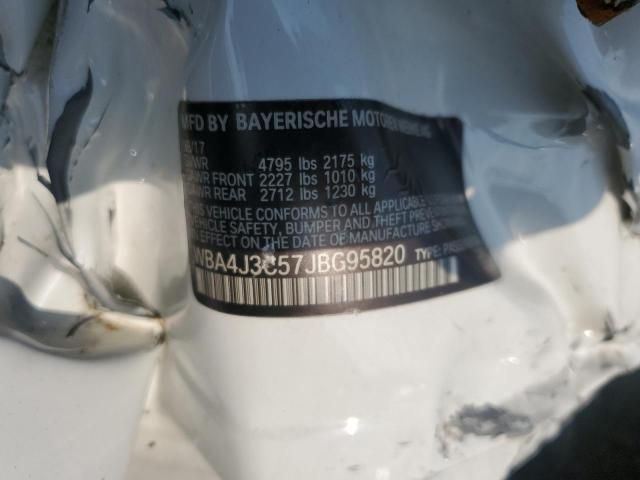 MFD BY BAYERISCHE MOTOREN WERKE AG
/17
4795 lbs 2175 kg
GAWR FRONT 2227 lbs 1010 kg
GAWR REAR 2712 lbs 1230 kg
THIS VEHICLE CONFORMS TO ALL APPLICABLE
VEHICLE SAFETY, BUMPER AND THEFT PREVENTION
EFFECT ON THE DATE OF MANUFACTURE
WBA4J3C57JBG95820 TYPE: